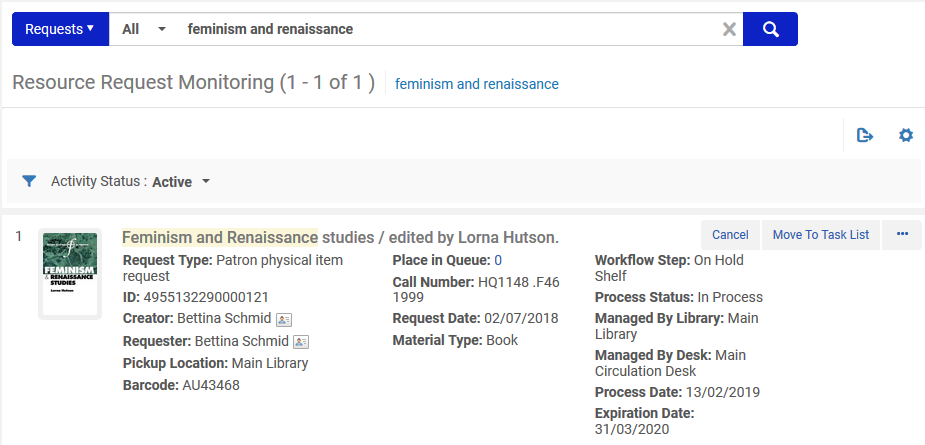 Requests ▾ All feminism and renaissance
Resource Request Monitoring (1 - 1 of 1 ) feminism and renaissance
Activity Status : Active
1
FEMINISM
RENAISSANCE
STUDIES
Feminism and Renaissance studies / edited by Lorna Hutson.
Cancel Move To Task List ...
Request Type: Patron physical item
request
ID: 4955132290000121
Creator: Bettina Schmid
Requester: Bettina Schmid
Pickup Location: Main Library
Barcode: AU43468
Place in Queue: 0
Call Number: HQ1148 .F46
1999
Request Date: 02/07/2018
Material Type: Book
Workflow Step: On Hold
Shelf
Process Status: In Process
Managed By Library: Main
Library
Managed By Desk: Main
Circulation Desk
Process Date: 13/02/2019
Expiration Date:
31/03/2020